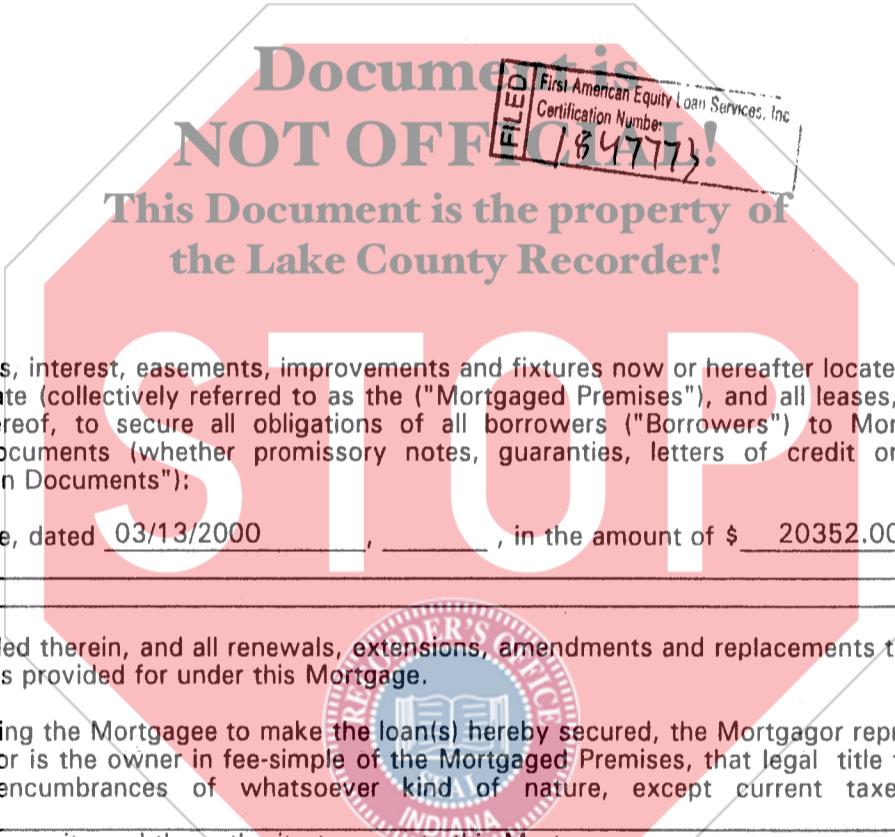 Document is
NOT OFFICIAL!
This Document is the property of
the Lake County Recorder!
FILED
First American Equity Loan Services, Inc
Certification Number
STOP
s, interest, easements, improvements and fixtures now or hereafter locate
te (collectively referred to as the ("Mortgaged Premises"), and all leases,
ereof, to secure all obligations of all borrowers ("Borrowers") to Mor
ocuments (whether promissory notes, guaranties, letters of credit or
n Documents"):
e, dated 03/13/2000 , , in the amount of $ 20352.00
ed therein, and all renewals, extensions, amendments and replacements t
s provided for under this Mortgage.
ing the Mortgagee to make the loan(s) hereby secured, the Mortgagor repr
or is the owner in fee-simple of the Mortgaged Premises, that legal title
encumbrances of whatsoever kind of nature, except current taxe
RECORDER'S OFFICE
SEAL
INDIANA